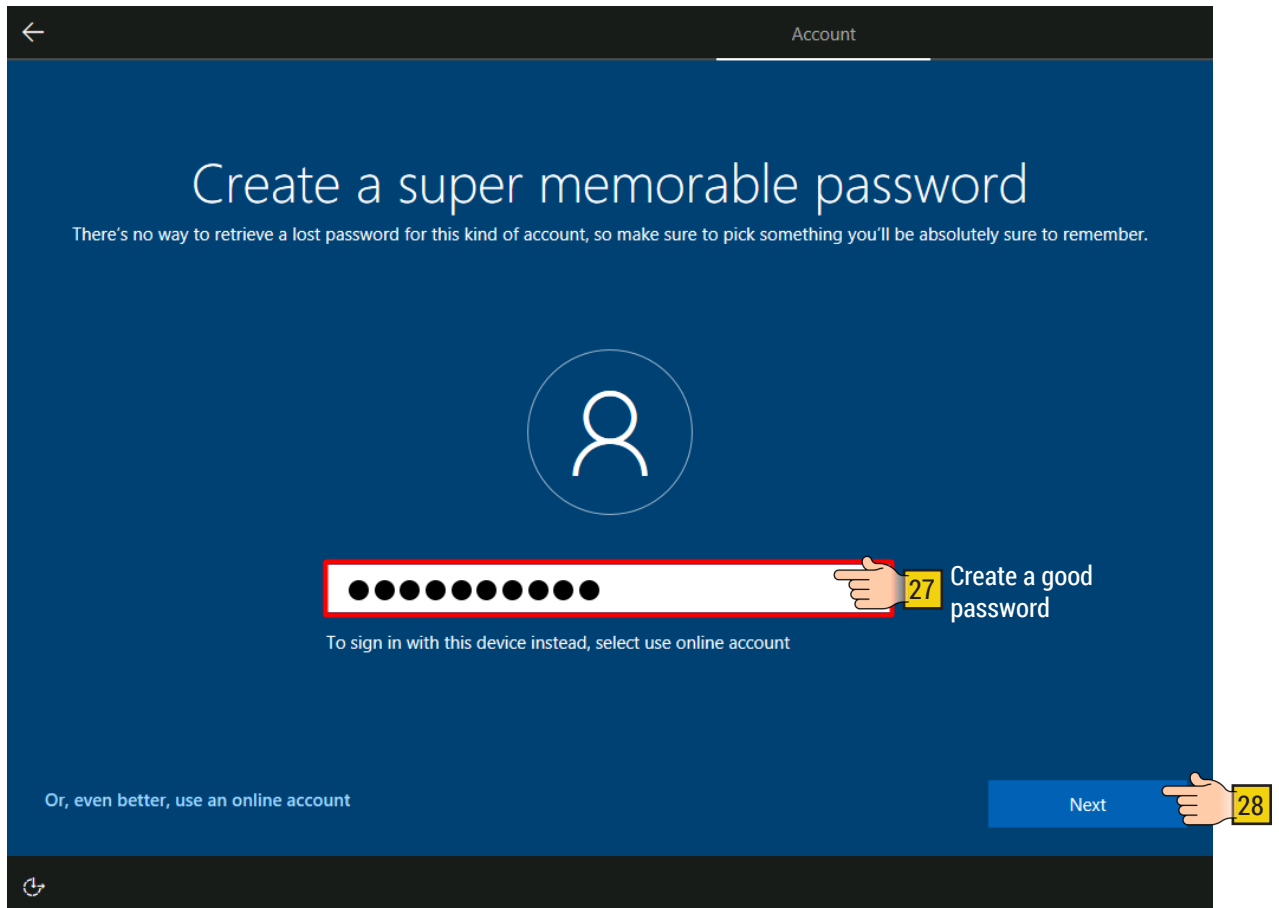 Account
Create a super memorable password
There's no way to retrieve a lost password for this kind of account, so make sure to pick something you'll be absolutely sure to remember.
27
Create a good
password
To sign in with this device instead, select use online account
Or, even better, use an online account
Next
28